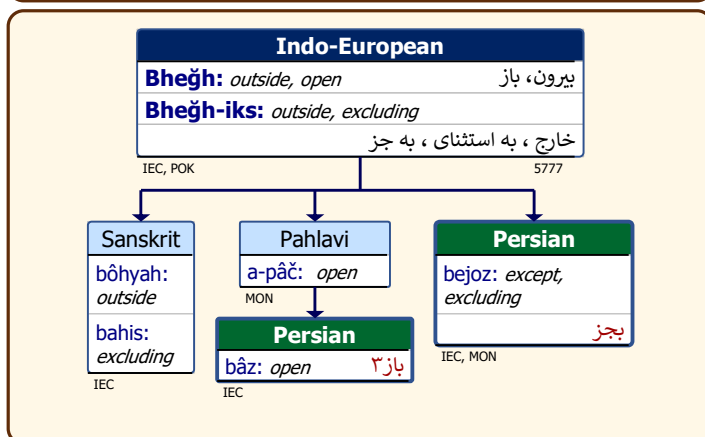 Indo-European
Bheğh: outside, open بیرون، باز
Bheğh-iks: outside, excluding
خارج ، به استثنای ، به جز
IEC, POK 5777
Sanskrit
bôhyah:
outside
bahis:
excluding
IEC
Pahlavi
a-pâč: open
MON
Persian
bâz: open باز۳
IEC
Persian
bejoz: except,
excluding
بجز
IEC, MON